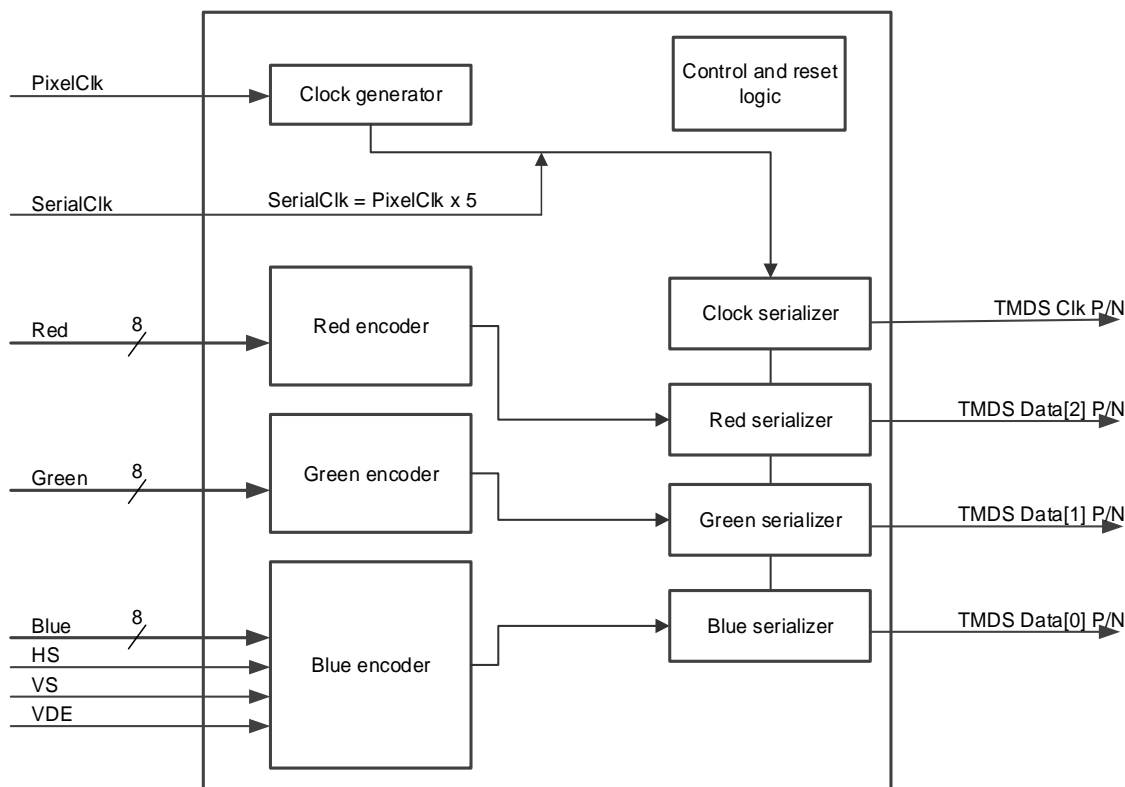 PixelClk
Clock generator
Control and reset
logic
SerialClk
SerialClk = PixelClk x 5
Red
8
Red encoder
Clock serializer
TMDS Clk P/N
Red serializer
TMDS Data[2] P/N
Green
8
Green encoder
Green serializer
TMDS Data[1] P/N
Blue
8
HS
VS
VDE
Blue encoder
Blue serializer
TMDS Data[0] P/N